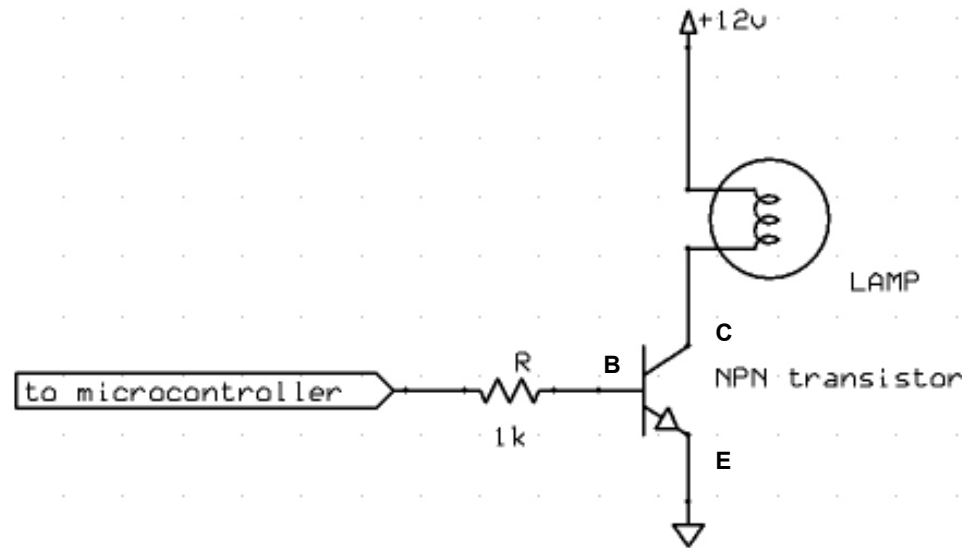 +12v
LAMP
C
B
R
NPN transistor
to microcontroller
1k
E